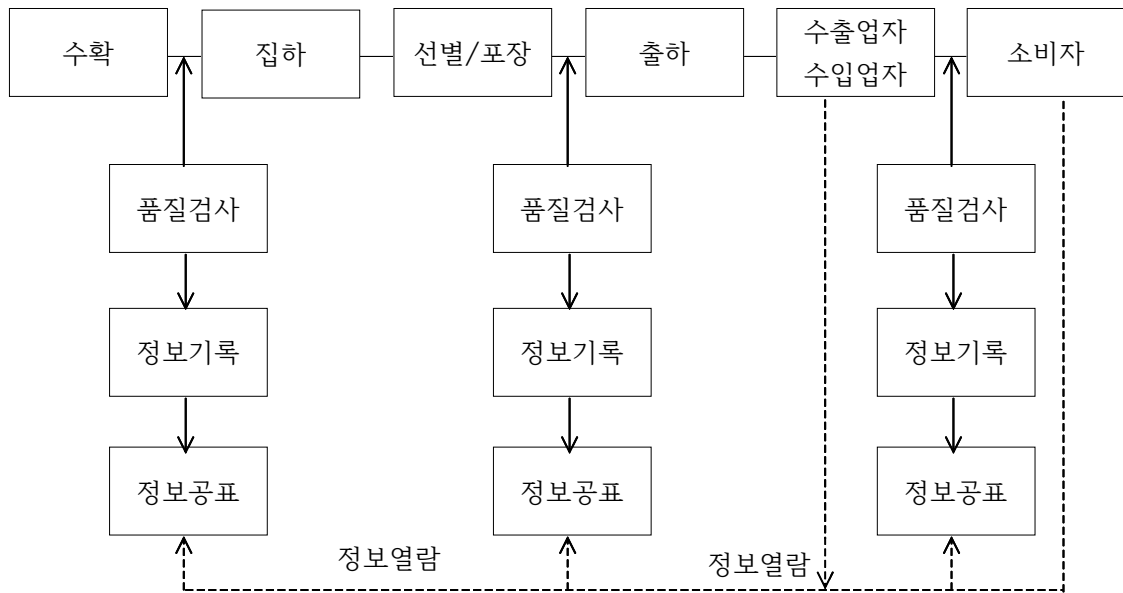 수확
집하
선별/포장
출하
수출업자
수입업자
소비자
품질검사
품질검사
품질검사
정보기록
정보기록
정보기록
정보공표
정보공표
정보공표
정보열람
정보열람